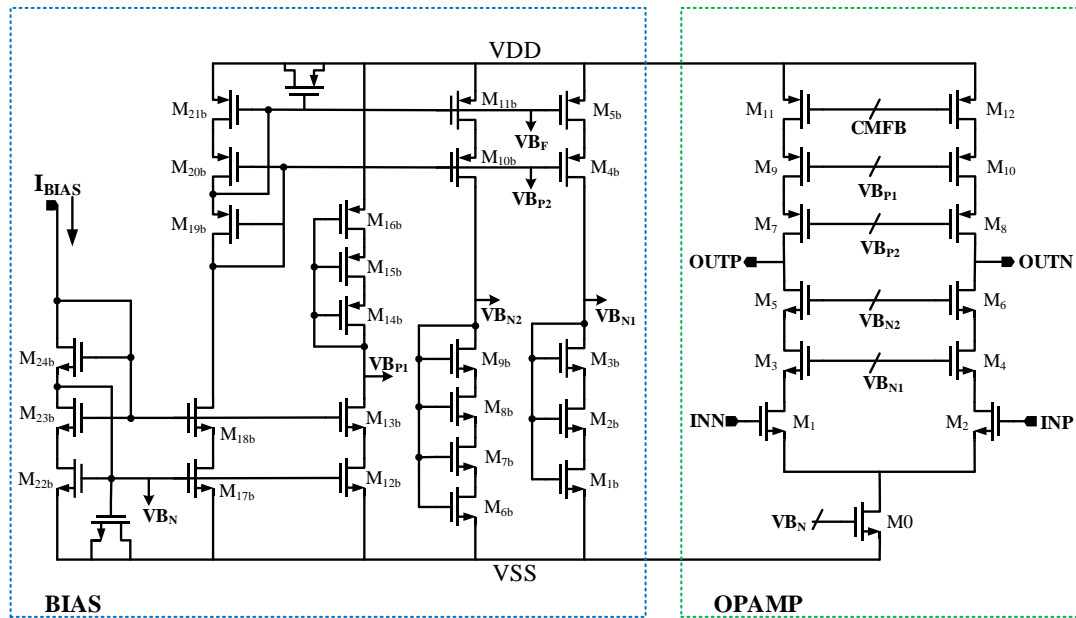 VDD
M21b
M11b
M5b
VBF
M20b
M10b
M4b
VBP2
IBIAS
M19b
M16b
M15b
M14b
VBN2
VBN1
M24b
VBP1
M9b
M3b
M23b
M18b
M13b
M8b
M2b
M22b
M17b
M12b
M7b
M1b
VBN
M6b
VSS
BIAS
M11
CMFB
M12
M9
VBP1
M10
M7
VBP2
M8
OUTP
OUTN
M5
VBN2
M6
M3
VBN1
M4
INN
M1
M2
INP
VBN
M0
OPAMP